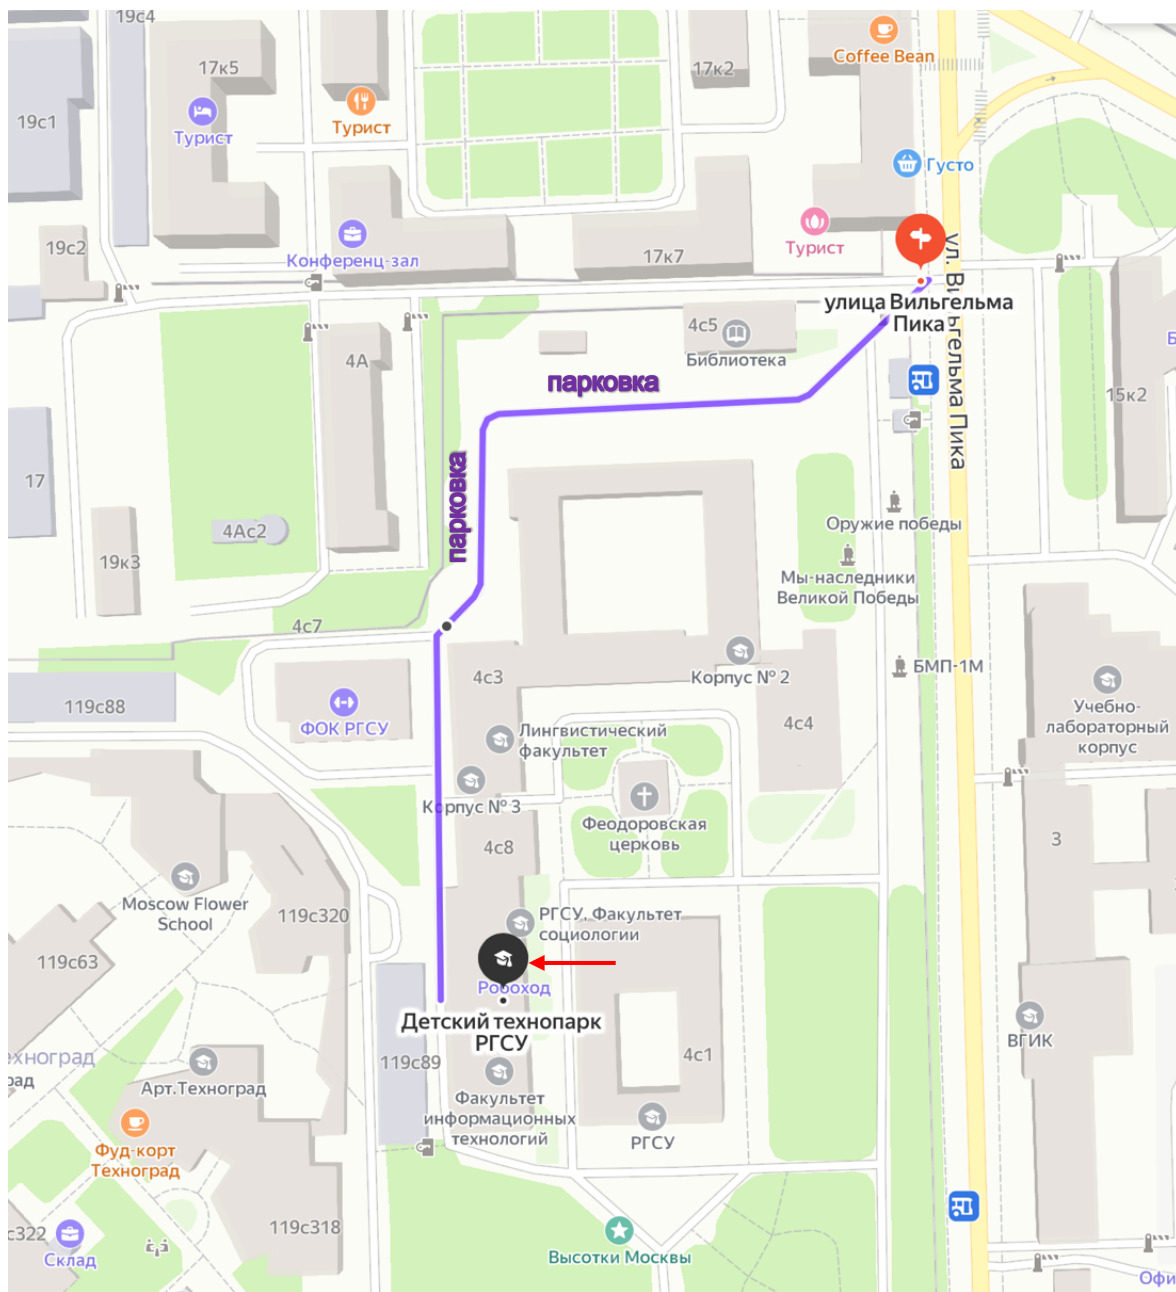 19с4
17к5
17к2
Coffee Bean
19с1
Турист
Турист
Густо
Турист
19с2
Конференц-зал
17к7
ул. Вильгельма Пика
улица Вильгельма
Пика
4с5
4А
Библиотека
парковка
15к2
парковка
17
4Ас2
19к3
Оружие победы
Мы-наследники
Великой Победы
4с7
4с3
Корпус № 2
БМП-1М
119с88
ФОК РГСУ
Лингвистический
факультет
4с4
Учебно-
лабораторный
корпус
Корпус № 3
Феодоровская
церковь
4с8
3
Moscow Flower
School
119с320
РГСУ, Факультет
социологии
119с63
Робоход
Детский технопарк
РГСУ
ВГИК
4с1
119с89
ехноград
рад
Арт.Техноград
Факультет
информационных
технологий
РГСУ
Фуд-корт
Техноград
с322
119с318
Склад
Высотки Москвы
Офи